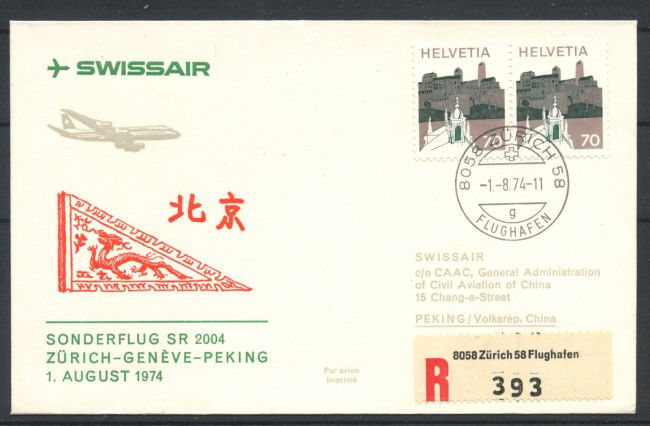 SWISSAIR
HELVETIA
70
HELVETIA
70
8058 ZÜRICH 58
-1.-8.74-11
g
FLUGHAFEN
北京
SWISSAIR
c/o CAAC, General Administration
of Civil Aviation of China
15 Chang-a-Street
PEKING/Volksrep. China
SONDERFLUG SR 2004
ZÜRICH-GENÈVE-PEKING
1. AUGUST 1974
Par avion
Imprimé
R
8058 Zürich 58 Flughafen
393